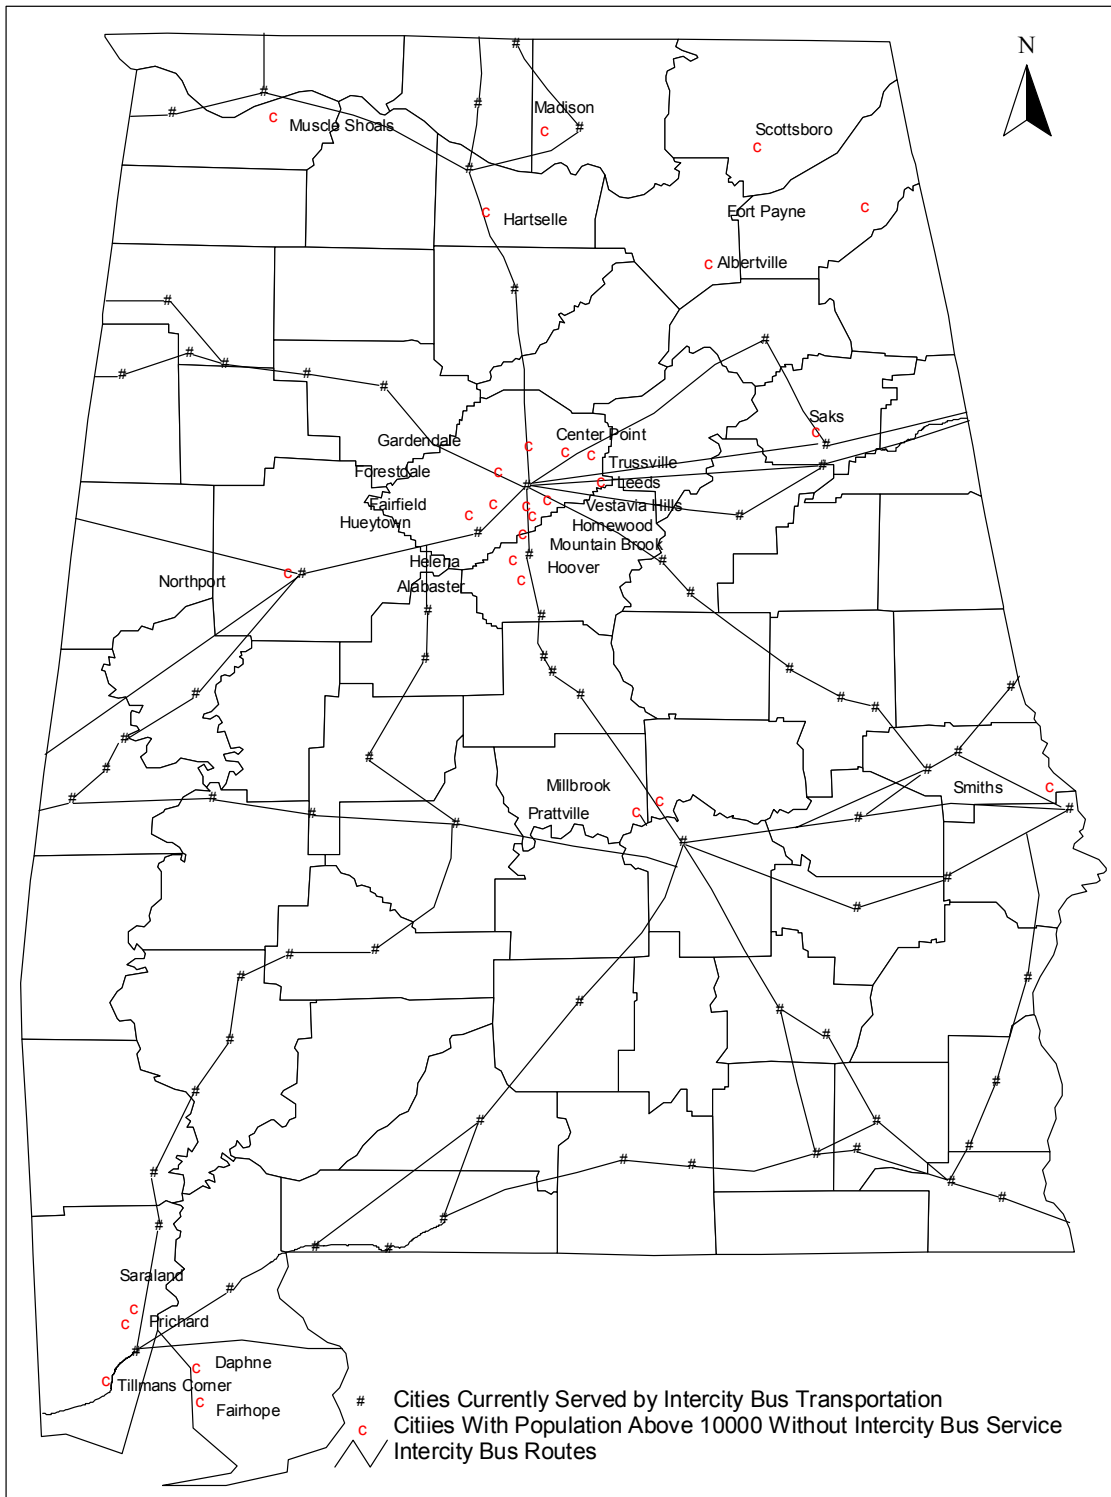 N
Madison
Muscle Shoals
Scottsboro
Fort Payne
Hartselle
Albertville
Saks
Gardendale
Center Point
Forestdale
Trussville
Leeds
Fairfield
Vestavia Hills
Hueytown
Homewood
Mountain Brook
Helena
Hoover
Northport
Alabaster
Millbrook
Smiths
Prattville
Saraland
Prichard
Daphne
Tillmans Corner
Fairhope
# Cities Currently Served by Intercity Bus Transportation
c Citiies With Population Above 10000 Without Intercity Bus Service
Intercity Bus Routes